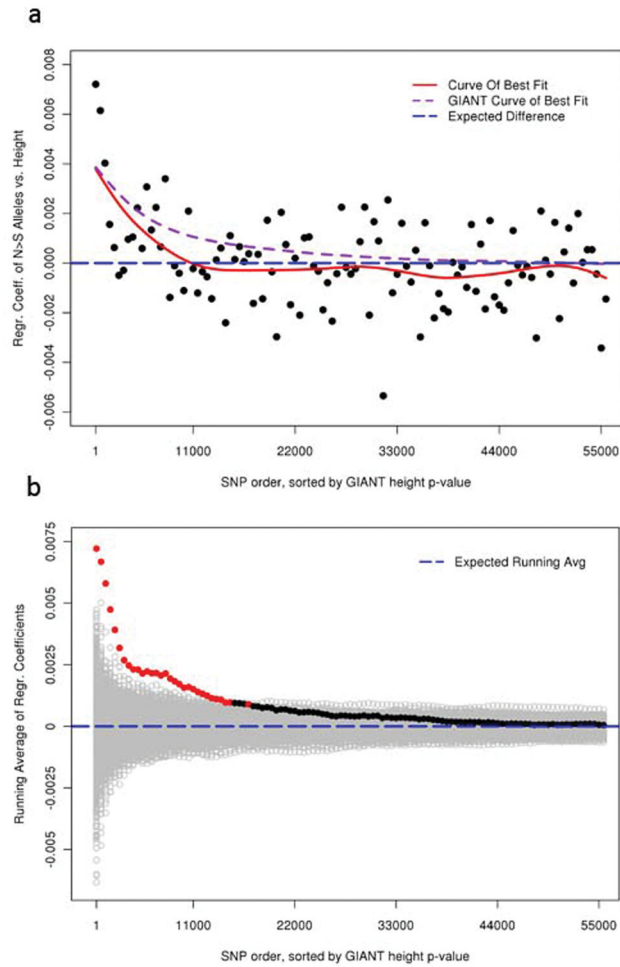 a
0.008
0.006
0.004
0.002
0.000
-0.002
-0.004
-0.006
Regr. Coeff. of N>S Alleles vs. Height
Curve Of Best Fit
GIANT Curve of Best Fit
Expected Difference
1
11000
22000
33000
44000
55000
SNP order, sorted by GIANT height p-value
b
0.0075
0.005
0.0025
0
-0.0025
-0.005
Running Average of Regr. Coefficients
Expected Running Avg
1
11000
22000
33000
44000
55000
SNP order, sorted by GIANT height p-value